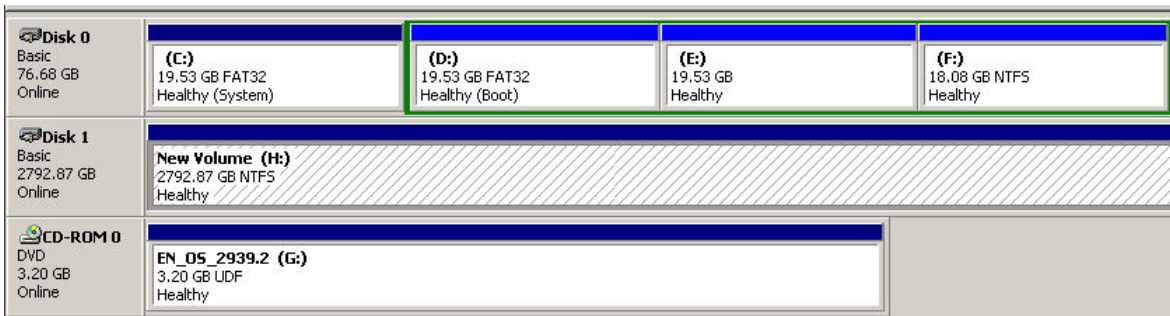 Disk 0
Basic
76.68 GB
Online
(C:)
19.53 GB FAT32
Healthy (System)
(D:)
19.53 GB FAT32
Healthy (Boot)
(E:)
19.53 GB
Healthy
(F:)
18.08 GB NTFS
Healthy
Disk 1
Basic
2792.87 GB
Online
New Volume (H:)
2792.87 GB NTFS
Healthy
CD-ROM 0
DVD
3.20 GB
Online
EN_OS_2939.2 (G:)
3.20 GB UDF
Healthy